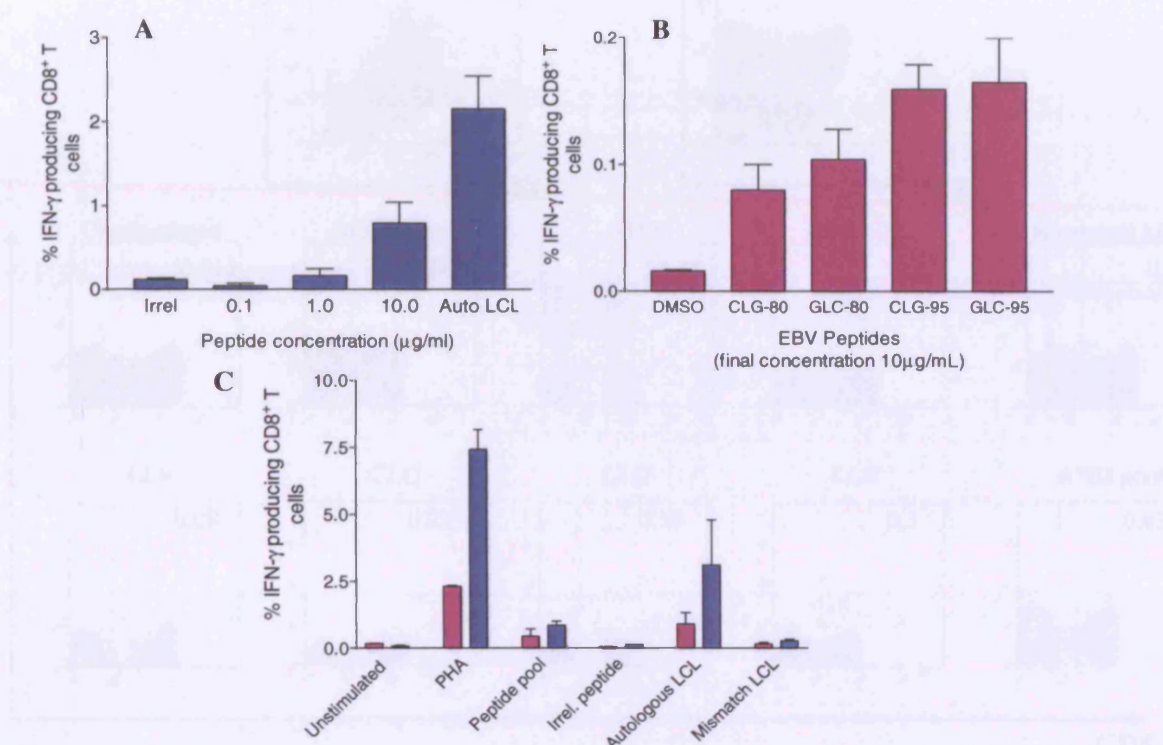 A
3
2
1
0
% IFN-γ producing CD8⁺ T
cells
Irrel
0.1
1.0
10.0
Auto LCL
Peptide concentration (μg/ml)
B
0.2
0.1
0.0
% IFN-γ producing CD8⁺ T
cells
DMSO
CLG-80
GLC-80
CLG-95
GLC-95
EBV Peptides
(final concentration 10μg/mL)
C
10.0
7.5
5.0
2.5
0.0
% IFN-γ producing CD8⁺ T
cells
Unstimulated
PHA
Peptide pool
Irrel. peptide
Autologous LCL
Mismatch LCL